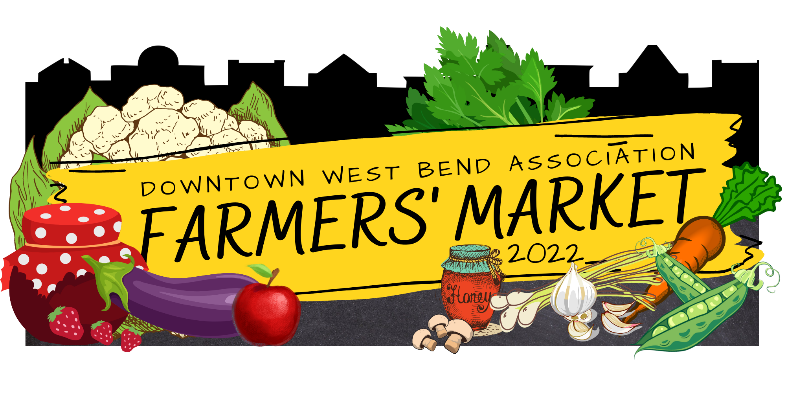 DOWNTOWN WEST BEND ASSOCIATION
FARMERS' MARKET
2022
Honey